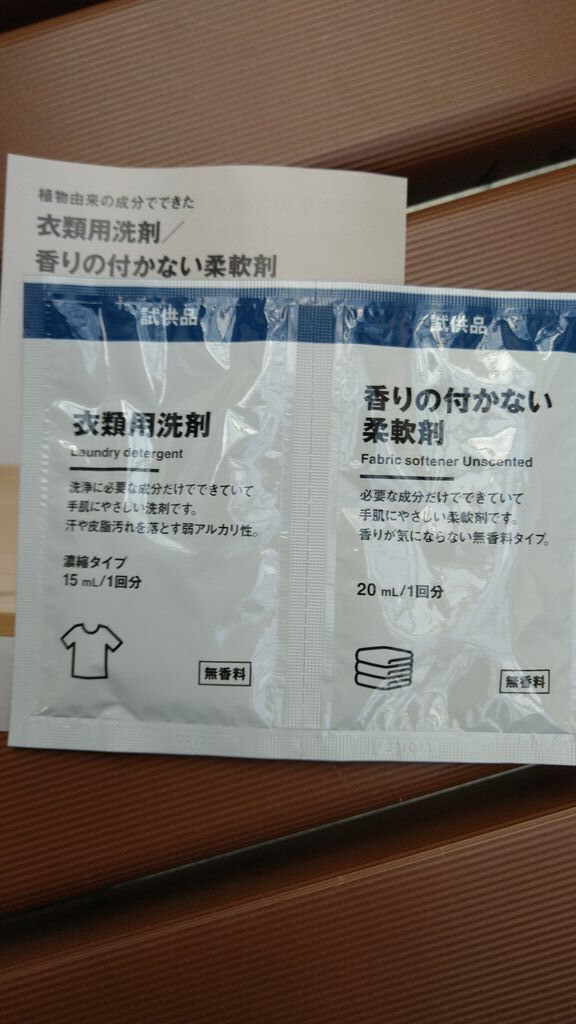 植物由来の成分でできた
衣類用洗剤／
香りの付かない柔軟剤
試供品
衣類用洗剤
Laundry detergent
洗浄に必要な成分だけでできていて
手肌にやさしい洗剤です。
汗や皮脂汚れを落とす弱アルカリ性。
濃縮タイプ
15 mL/1回分
無香料
試供品
香りの付かない
柔軟剤
Fabric softener Unscented
必要な成分だけでできていて
手肌にやさしい柔軟剤です。
香りが気にならない無香料タイプ。
20 mL/1回分
無香料